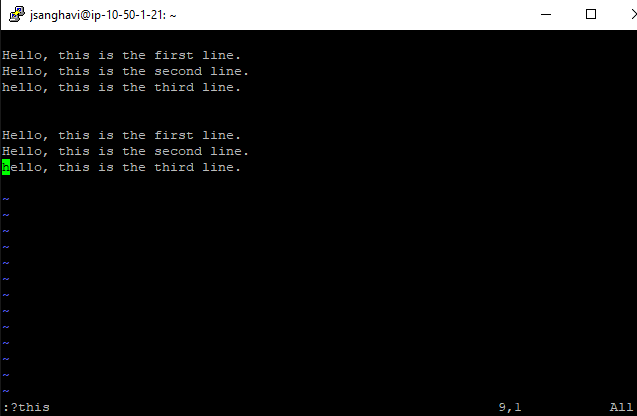 jsanghavi@ip-10-50-1-21: ~
Hello, this is the first line.
Hello, this is the second line.
hello, this is the third line.
Hello, this is the first line.
Hello, this is the second line.
hello, this is the third line.
~
~
~
~
~
~
~
~
~
~
~
~
~
:?this 9,1 All